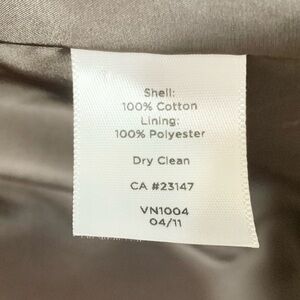 Shell:
100% Cotton
Lining:
100% Polyester
Dry Clean
CA #23147
VN1004
04/11